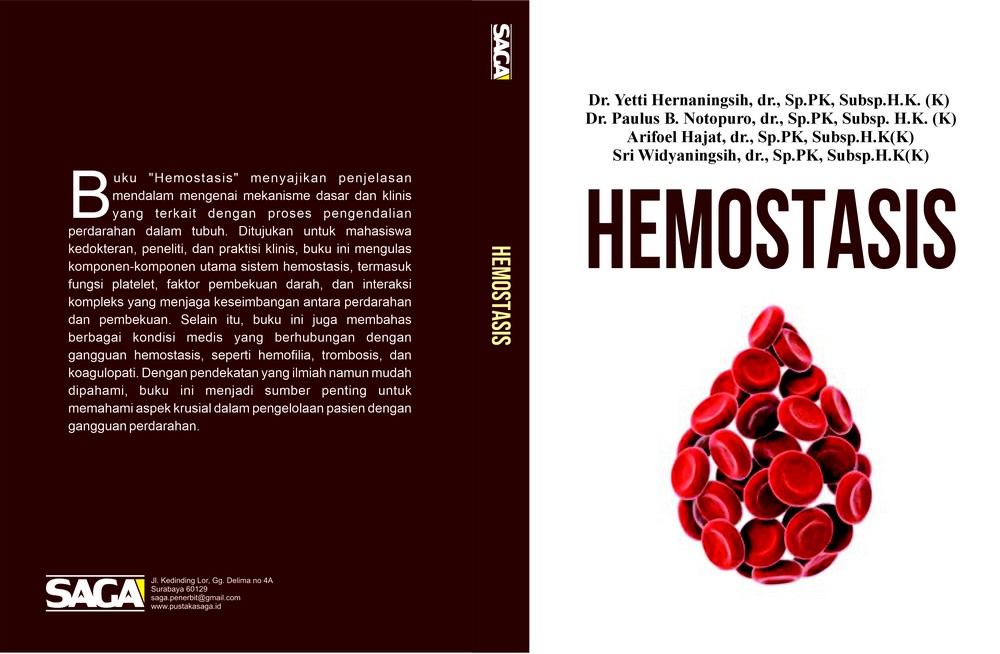 Buku "Hemostasis" menyajikan penjelasan
mendalam mengenai mekanisme dasar dan klinis
yang terkait dengan proses pengendalian
perdarahan dalam tubuh. Ditujukan untuk mahasiswa
kedokteran, peneliti, dan praktisi klinis, buku ini mengulas
komponen-komponen utama sistem hemostasis, termasuk
fungsi platelet, faktor pembekuan darah, dan interaksi
kompleks yang menjaga keseimbangan antara perdarahan
dan pembekuan. Selain itu, buku ini juga membahas
berbagai kondisi medis yang berhubungan dengan
gangguan hemostasis, seperti hemofilia, trombosis, dan
koagulopati. Dengan pendekatan yang ilmiah namun mudah
dipahami, buku ini menjadi sumber penting untuk
memahami aspek krusial dalam pengelolaan pasien dengan
gangguan perdarahan.
SAGA
Jl. Kedinding Lor, Gg. Delima no 4A
Surabaya 60129
saga.penerbit@gmail.com
www.pustakasaga.id
SAGA
HEMOSTASIS
Dr. Yetti Hernaningsih, dr., Sp.PK, Subsp.H.K. (K)
Dr. Paulus B. Notopuro, dr., Sp.PK, Subsp. H.K. (K)
Arifoel Hajat, dr., Sp.PK, Subsp.H.K(K)
Sri Widyaningsih, dr., Sp.PK, Subsp.H.K(K)
HEMOSTASIS